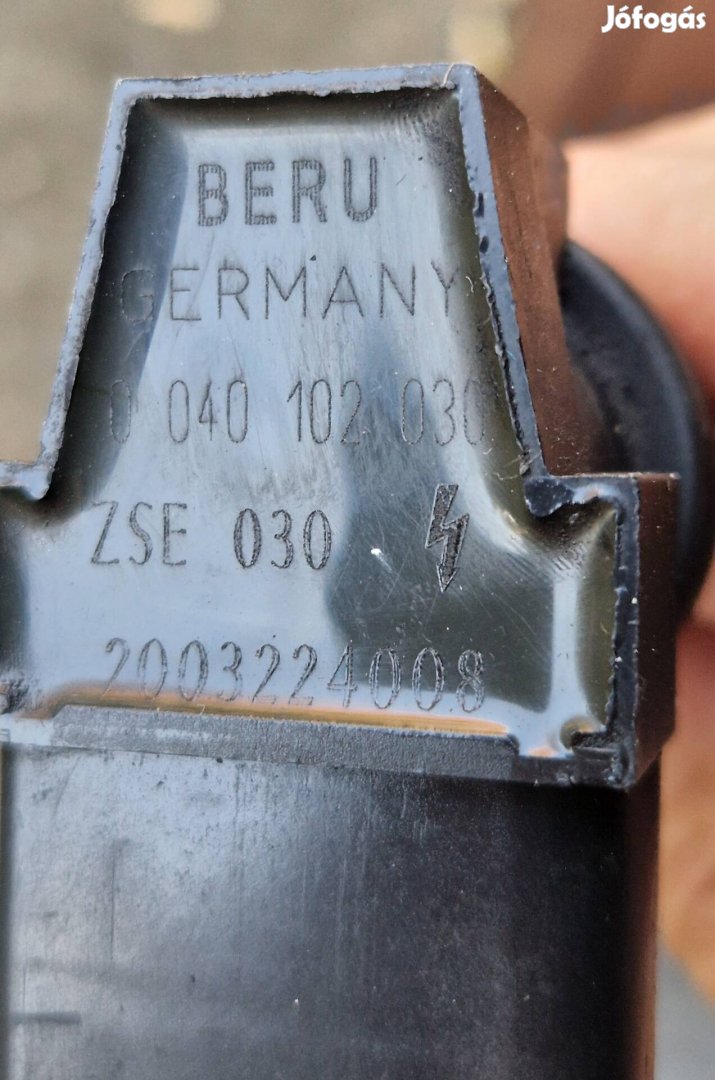 Jófogás
BERU
GERMANY
0 040 102 030
ZSE 030
2003224008